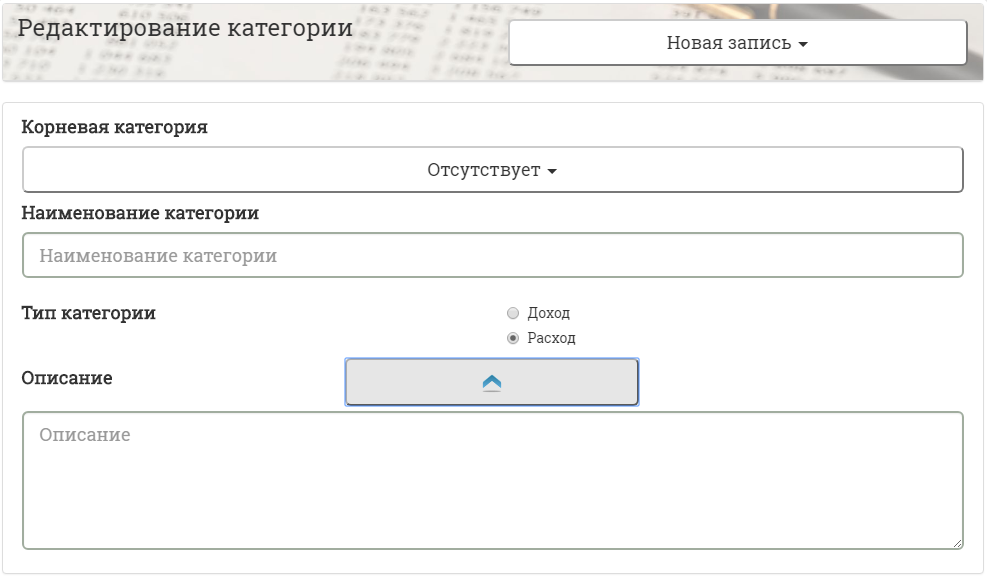 Редактирование категории
Новая запись
Корневая категория
Отсутствует
Наименование категории
Наименование категории
Тип категории
Доход
Расход
Описание
Описание